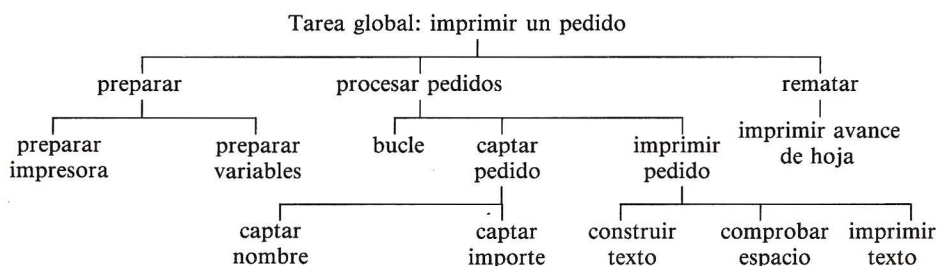 Tarea global: imprimir un pedido
preparar procesar pedidos rematar
preparar impresora
preparar variables
bucle
captar pedido
imprimir pedido
imprimir avance de hoja
captar nombre
captar importe
construir texto
comprobar espacio
imprimir texto